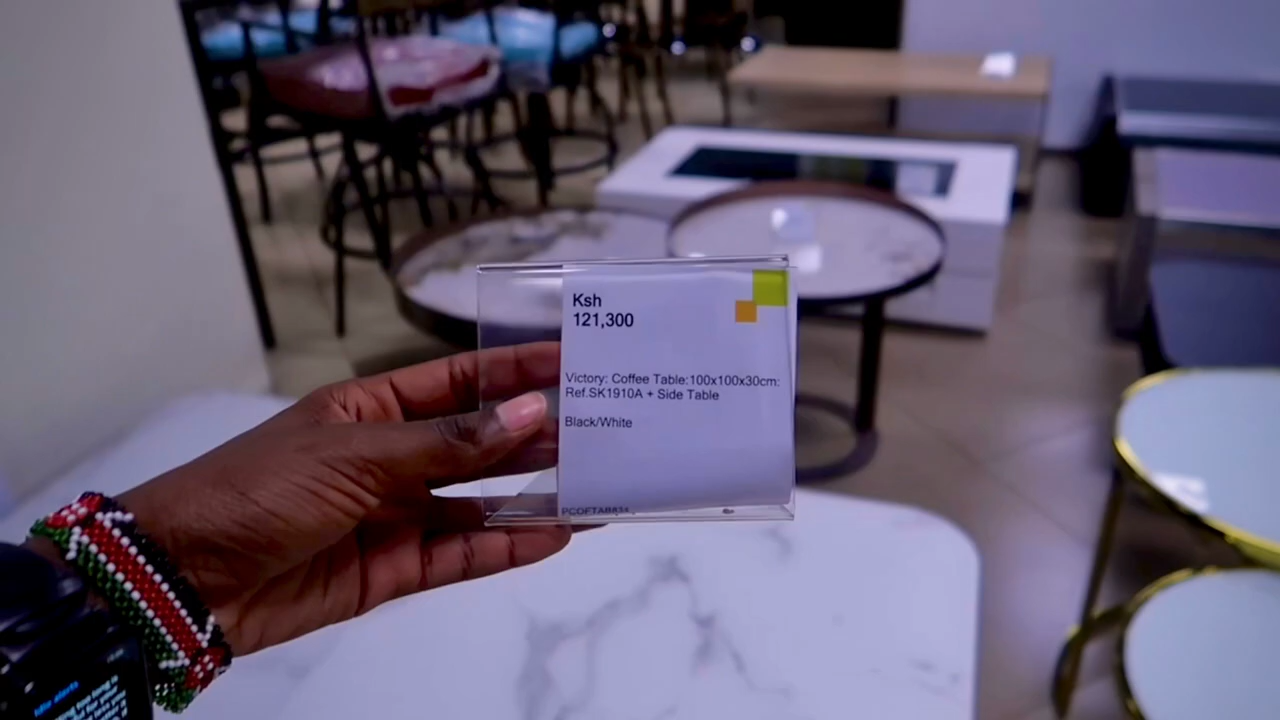 Ksh
121,300
Victory: Coffee Table:100x100x30cm:
Ref.SK1910A + Side Table
Black/White